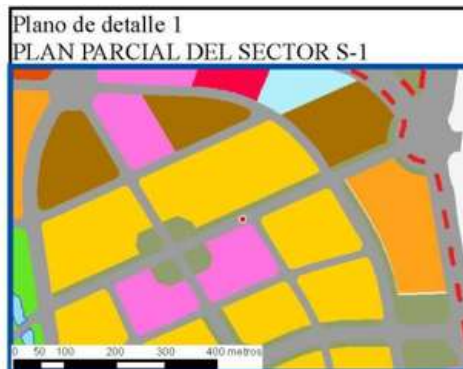 Plano de detalle 1
PLAN PARCIAL DEL SECTOR S-1
0 50 100 200 300 400 metros